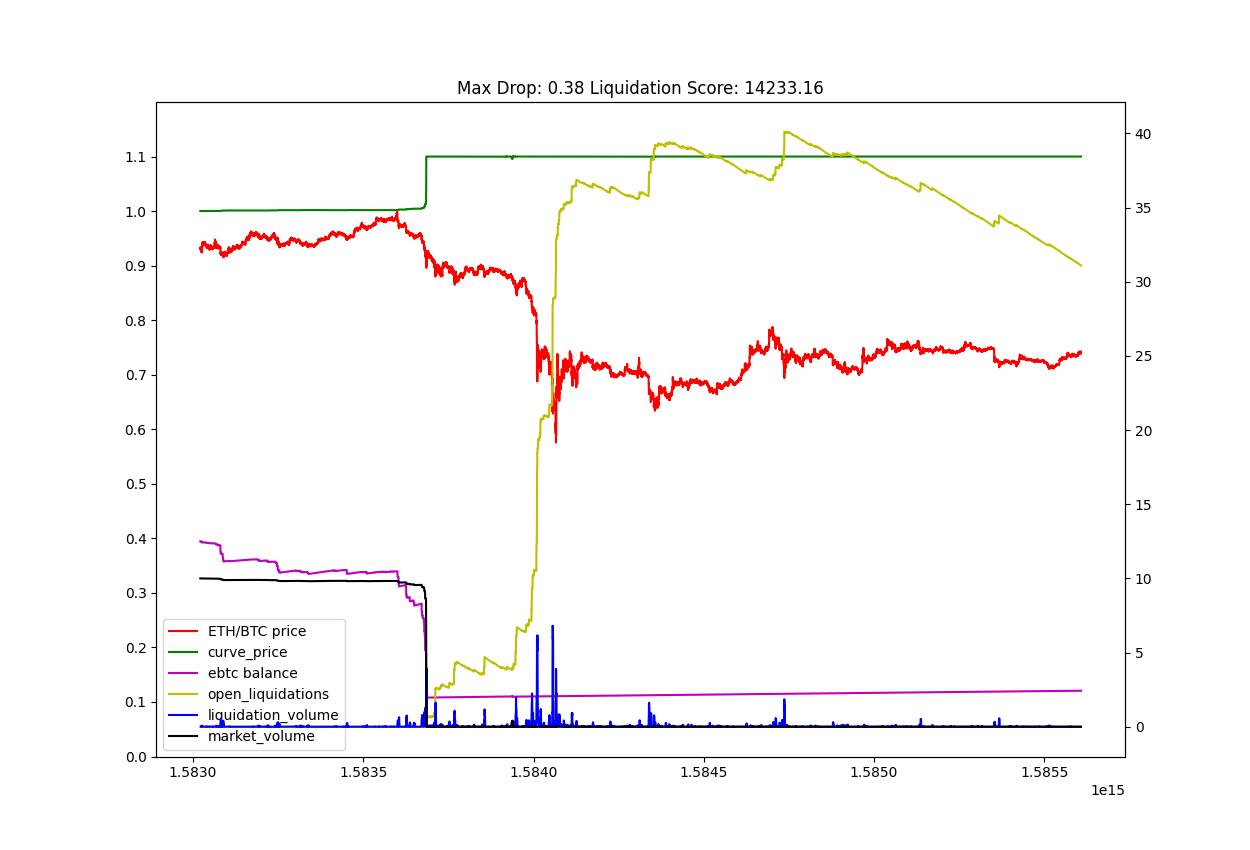 Max Drop: 0.38 Liquidation Score: 14233.16
1.1
1.0
0.9
0.8
0.7
0.6
0.5
0.4
0.3
0.2
0.1
0.0
40
35
30
25
20
15
10
5
0
ETH/BTC price
curve_price
ebtc balance
open_liquidations
liquidation_volume
market_volume
1.5830 1.5835 1.5840 1.5845 1.5850 1.5855
1e15